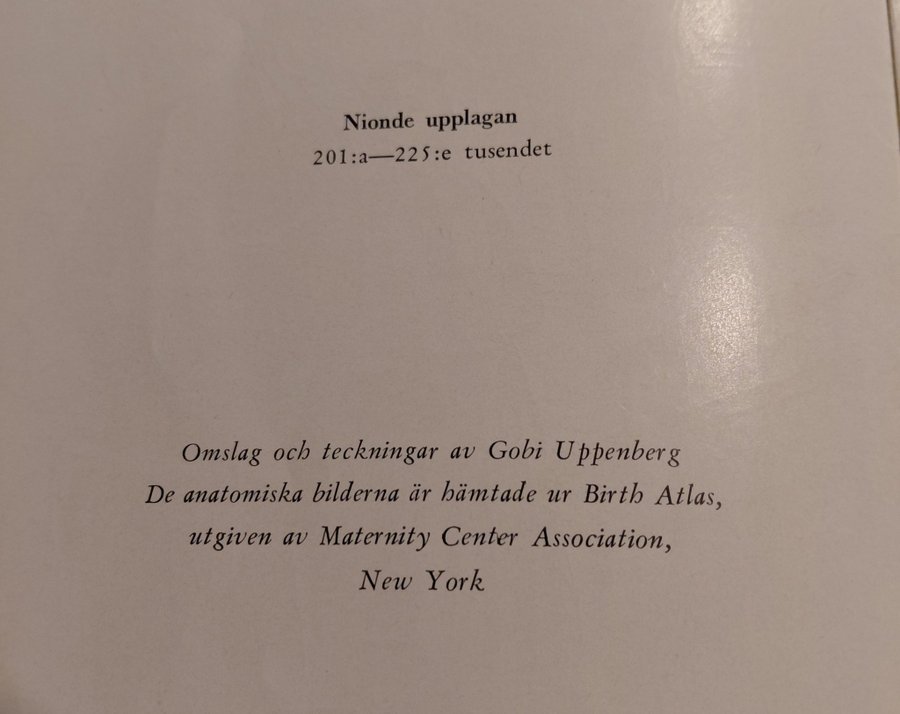 Nionde upplagan
201:a—225:e tusendet
Omslag och teckningar av Gobi Uppenberg
De anatomiska bilderna är hämtade ur Birth Atlas,
utgiven av Maternity Center Association,
New York